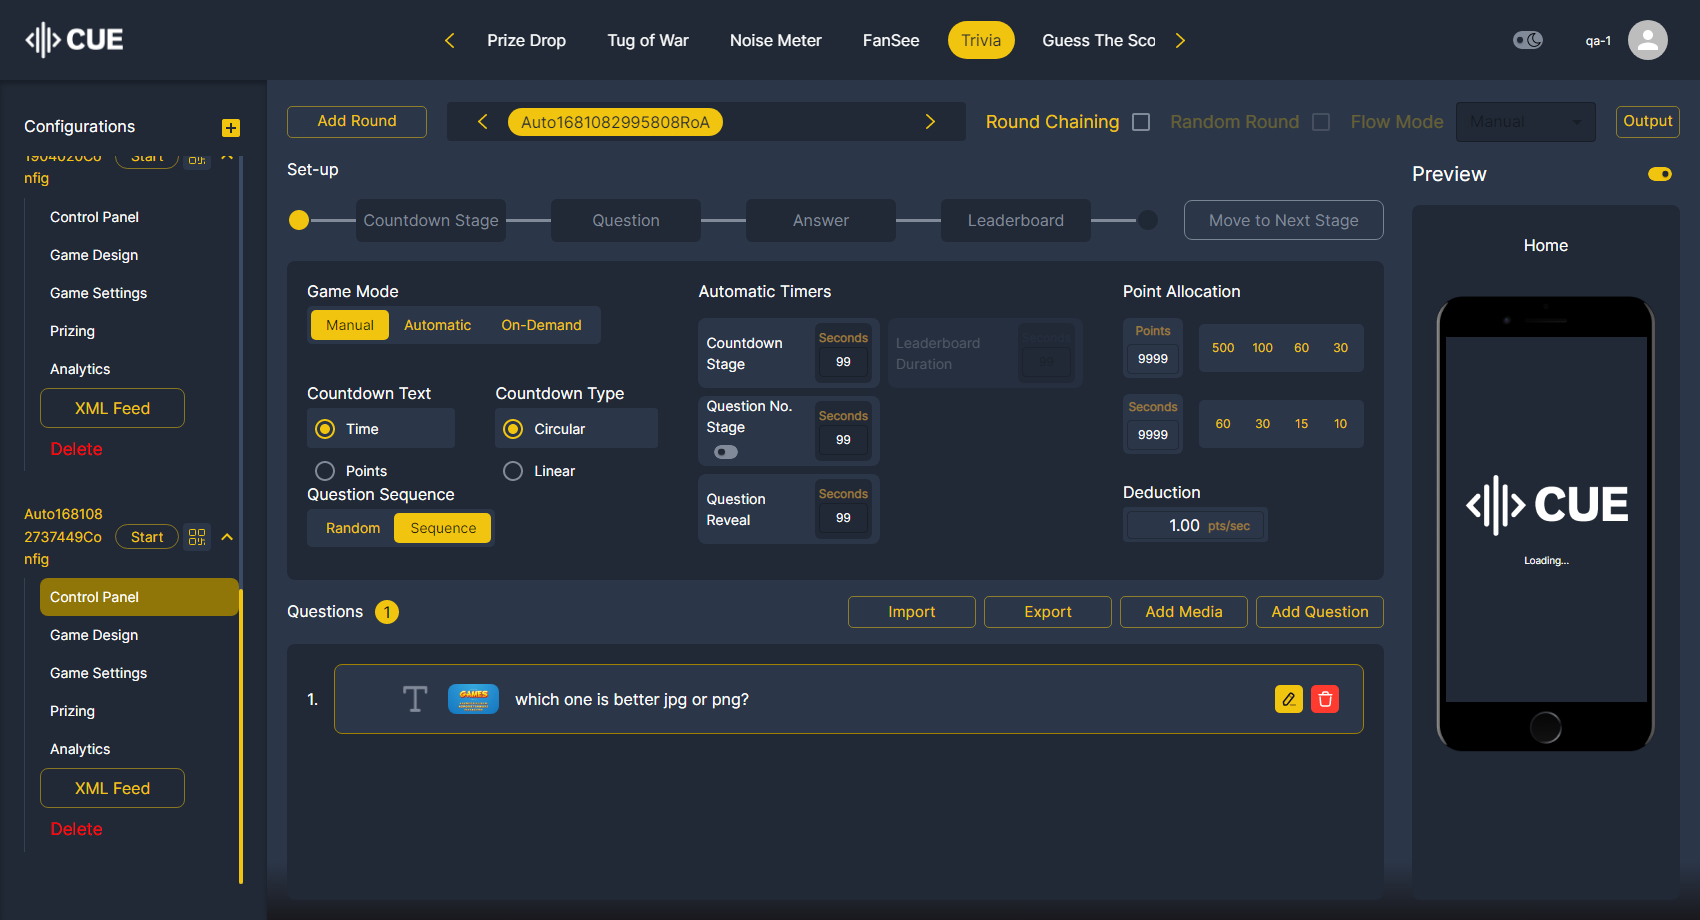 CUE
Prize Drop
Tug of War
Noise Meter
FanSee
Trivia
Guess The Sco
qa-1
Configurations
nfig
Control Panel
Game Design
Game Settings
Prizing
Analytics
XML Feed
Delete
Auto168108
2737449Co
nfig
Start
Control Panel
Game Design
Game Settings
Prizing
Analytics
XML Feed
Delete
Add Round
Auto1681082995808RoA
Round Chaining
Random Round
Flow Mode
Manual
Output
Set-up
Countdown Stage
Question
Answer
Leaderboard
Move to Next Stage
Game Mode
Manual
Automatic
On-Demand
Countdown Text
Time
Points
Countdown Type
Circular
Linear
Question Sequence
Random
Sequence
Automatic Timers
Countdown
Stage
Seconds
99
Leaderboard
Duration
Seconds
99
Question No.
Stage
Seconds
99
Question
Reveal
Seconds
99
Point Allocation
Points
9999
500 100 60 30
Seconds
9999
60 30 15 10
Deduction
1.00 pts/sec
Questions 1
Import
Export
Add Media
Add Question
1.
T
GAMES
which one is better jpg or png?
Preview
Home
CUE
Loading...